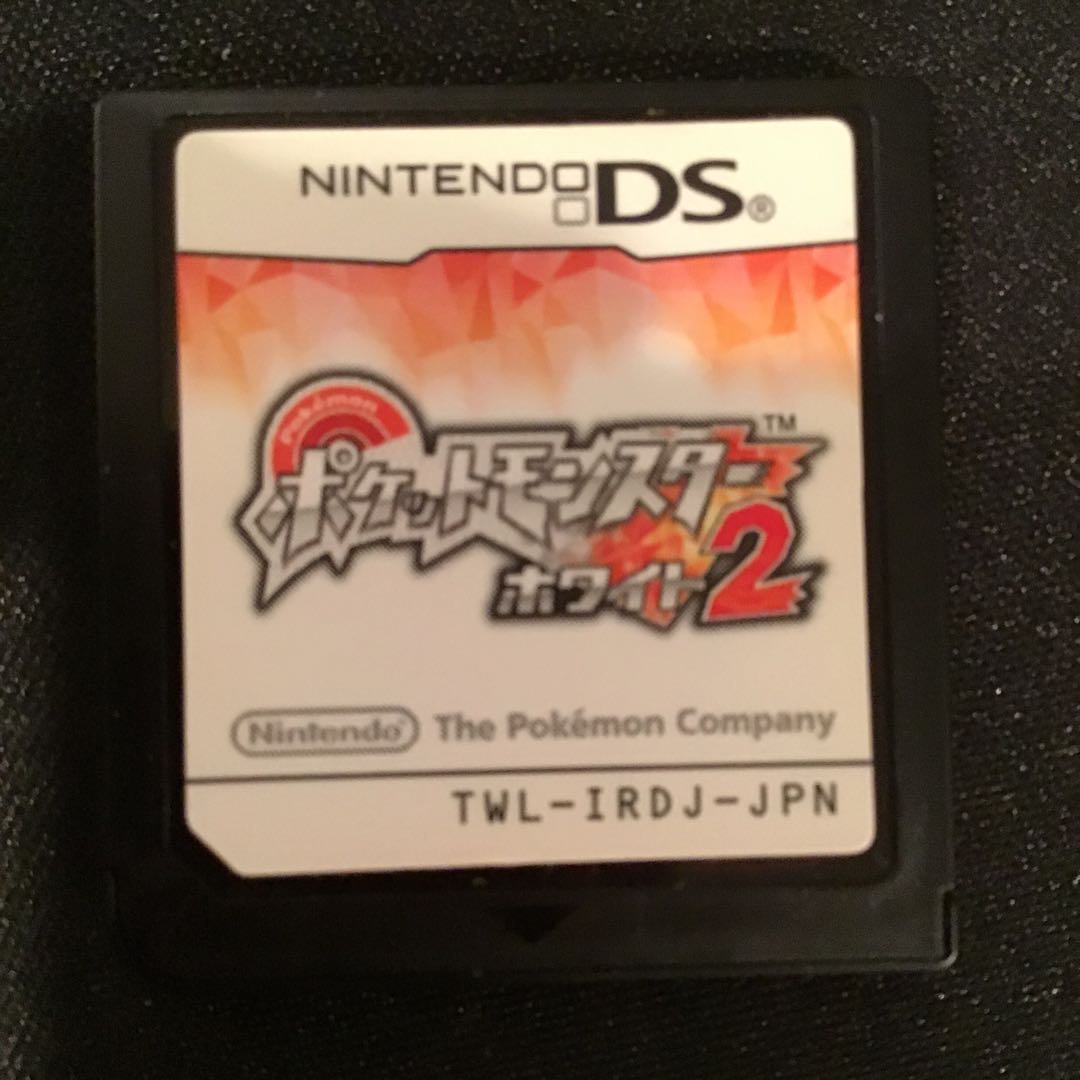 NINTENDO DS®
Pokémon
ポケットモンスター™
ホワイト2
Nintendo® The Pokémon Company
TWL-IRDJ-JPN